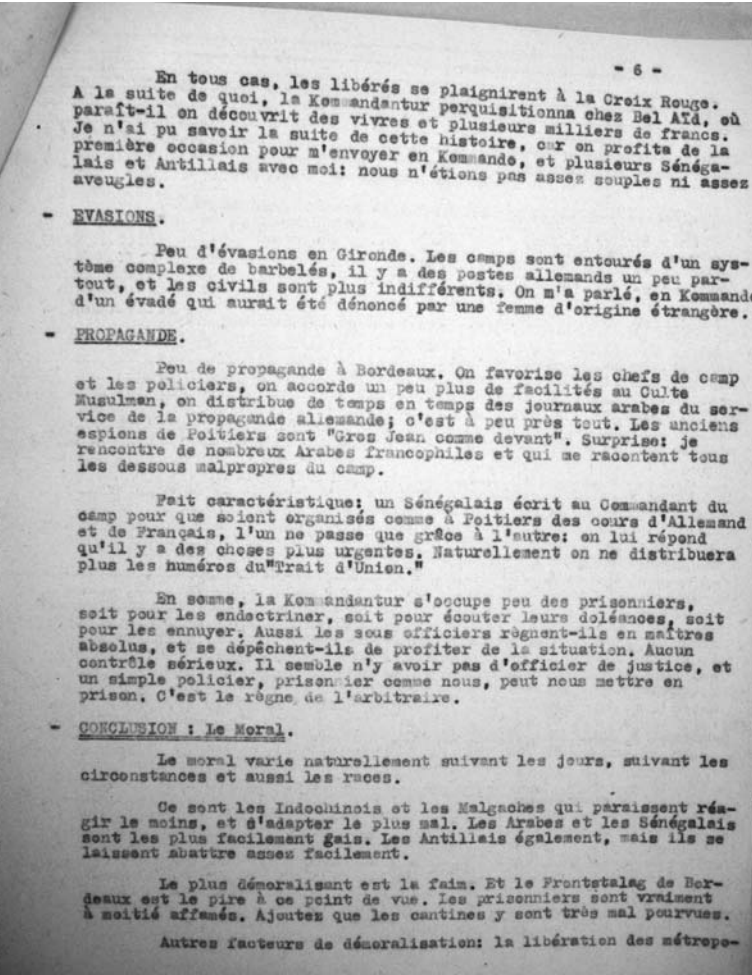 - 6 -
En tous cas, les libérés se plaignirent à la Croix Rouge.
A la suite de quoi, la Kommandantur perquisitionna chez Bel Aïd, où
paraît-il on découvrit des vivres et plusieurs milliers de francs.
Je n'ai pu savoir la suite de cette histoire, car on profita de la
première occasion pour m'envoyer en Kommando, et plusieurs Sénéga-
lais et Antillais avec moi: nous n'étions pas assez souples ni assez
aveugles.
- EVASIONS.
Peu d'évasions en Gironde. Les camps sont entourés d'un sys-
tème complexe de barbelés, il y a des postes allemands un peu par-
tout, et les civils sont plus indifférents. On m'a parlé, en Kommando
d'un évadé qui aurait été dénoncé par une femme d'origine étrangère.
- PROPAGANDE.
Peu de propagande à Bordeaux. On favorise les chefs de camp
et les policiers, on accorde un peu plus de facilités au Culte
Musulman, on distribue de temps en temps des journaux arabes du ser-
vice de la propagande allemande; c'est à peu près tout. Les anciens
espions de Poitiers sont "Gros Jean comme devant". Surprise: je
rencontre de nombreux Arabes francophiles et qui me racontent tous
les dessous malpropres du camp.
Fait caractéristique: un Sénégalais écrit au Commandant du
camp pour que soient organisés comme à Poitiers des cours d'Allemand
et de Français, l'un ne passe que grâce à l'autre: on lui répond
qu'il y a des choses plus urgentes. Naturellement on ne distribuera
plus les numéros du"Trait d'Union."
En somme, la Kommandantur s'occupe peu des prisonniers,
soit pour les endoctriner, soit pour écouter leurs doléances, soit
pour les ennuyer. Aussi les sous officiers règnent-ils en maîtres
absolus, et se dépêchent-ils de profiter de la situation. Aucun
contrôle sérieux. Il semble n'y avoir pas d'officier de justice, et
un simple policier, prisonnier comme nous, peut nous mettre en
prison. C'est le règne de l'arbitraire.
- CONCLUSION : Le Moral.
Le moral varie naturellement suivant les jours, suivant les
circonstances et aussi les races.
Ce sont les Indochinois et les Malgaches qui paraissent réa-
gir le moins, et s'adapter le plus mal. Les Arabes et les Sénégalais
sont les plus facilement gais. Les Antillais également, mais ils se
laissent abattre assez facilement.
Le plus démoralisant est la faim. Et le Frontstalag de Bor-
deaux est le pire à ce point de vue. Les prisonniers sont vraiment
à moitié affamés. Ajoutez que les cantines y sont très mal pourvues.
Autres facteurs de démoralisation: la libération des métropo-